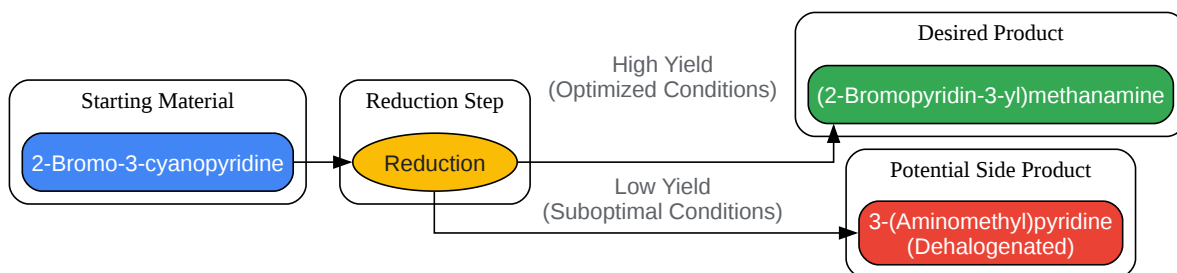 Starting Material
2-Bromo-3-cyanopyridine
Reduction Step
Reduction
High Yield
(Optimized Conditions)
Low Yield
(Suboptimal Conditions)
Desired Product
(2-Bromopyridin-3-yl)methanamine
Potential Side Product
3-(Aminomethyl)pyridine
(Dehalogenated)